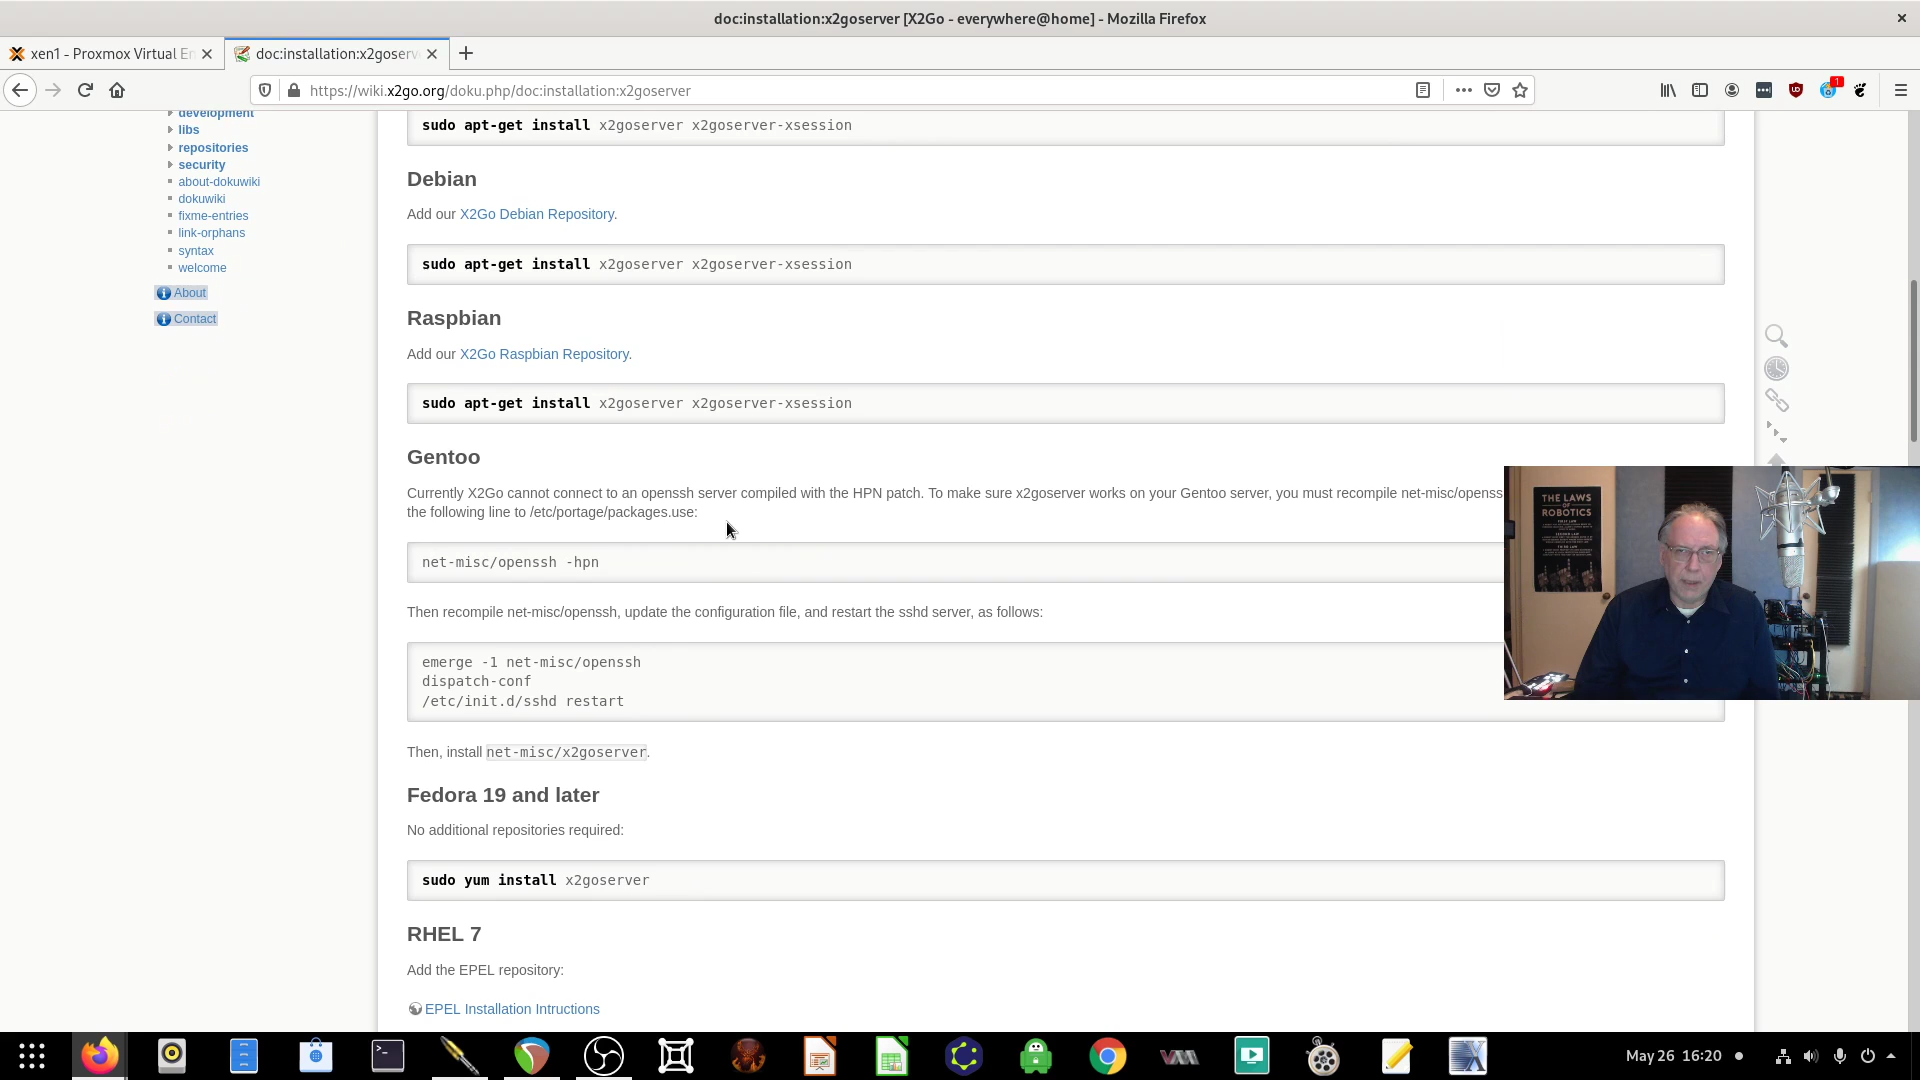 doc:installation:x2goserver [X2Go - everywhere@home] - Mozilla Firefox
xen1 - Proxmox Virtual En
doc:installation:x2goserv
https://wiki.x2go.org/doku.php/doc:installation:x2goserver
1
development
libs
repositories
security
about-dokuwiki
dokuwiki
fixme-entries
link-orphans
syntax
welcome
About
Contact
sudo apt-get install x2goserver x2goserver-xsession
Debian
Add our X2Go Debian Repository.
sudo apt-get install x2goserver x2goserver-xsession
Raspbian
Add our X2Go Raspbian Repository.
sudo apt-get install x2goserver x2goserver-xsession
Gentoo
Currently X2Go cannot connect to an openssh server compiled with the HPN patch. To make sure x2goserver works on your Gentoo server, you must recompile net-misc/openss
the following line to /etc/portage/packages.use:
net-misc/openssh -hpn
Then recompile net-misc/openssh, update the configuration file, and restart the sshd server, as follows:
emerge -1 net-misc/openssh
dispatch-conf
/etc/init.d/sshd restart
Then, install net-misc/x2goserver.
Fedora 19 and later
No additional repositories required:
sudo yum install x2goserver
RHEL 7
Add the EPEL repository:
EPEL Installation Intructions
THE LAWS
OF
ROBOTICS
May 26 16:20